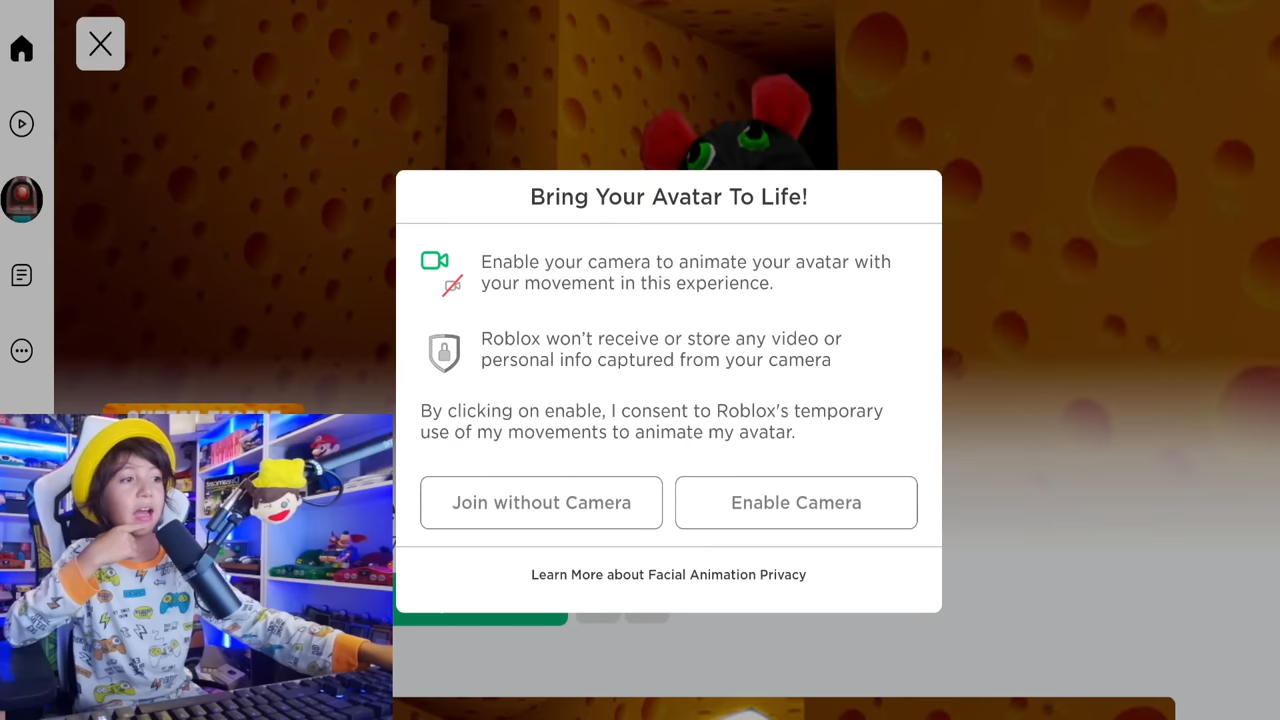 Bring Your Avatar To Life!
Enable your camera to animate your avatar with
your movement in this experience.
Roblox won’t receive or store any video or
personal info captured from your camera
By clicking on enable, I consent to Roblox's temporary
use of my movements to animate my avatar.
Join without Camera
Enable Camera
Learn More about Facial Animation Privacy